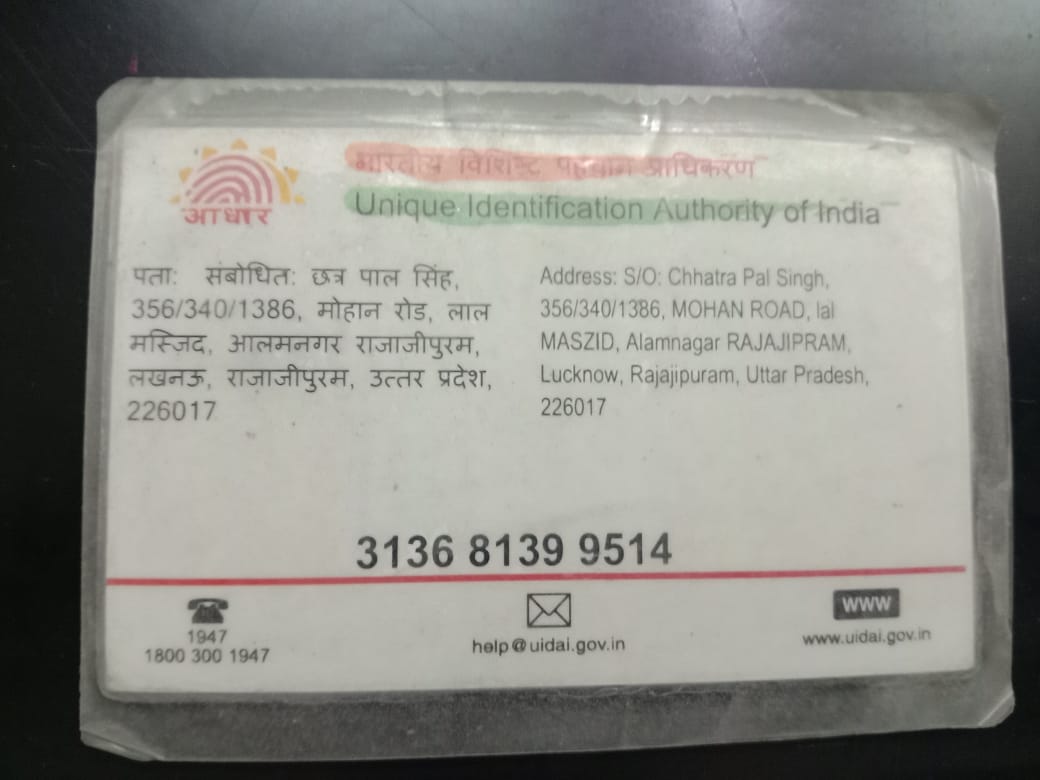 आधार
भारतीय विशिष्ट पहचान प्राधिकरण
Unique Identification Authority of India
पता: संबोधित: छत्र पाल सिंह,
356/340/1386, मोहान रोड, लाल
मस्जिद, आलमनगर राजाजीपुरम,
लखनऊ, राजाजीपुरम, उत्तर प्रदेश,
226017
Address: S/O: Chhatra Pal Singh,
356/340/1386, MOHAN ROAD, lal
MASZID, Alamnagar RAJAJIPRAM,
Lucknow, Rajajipuram, Uttar Pradesh,
226017
3136 8139 9514
1947
1800 300 1947
help@uidai.gov.in
WWW
www.uidai.gov.in